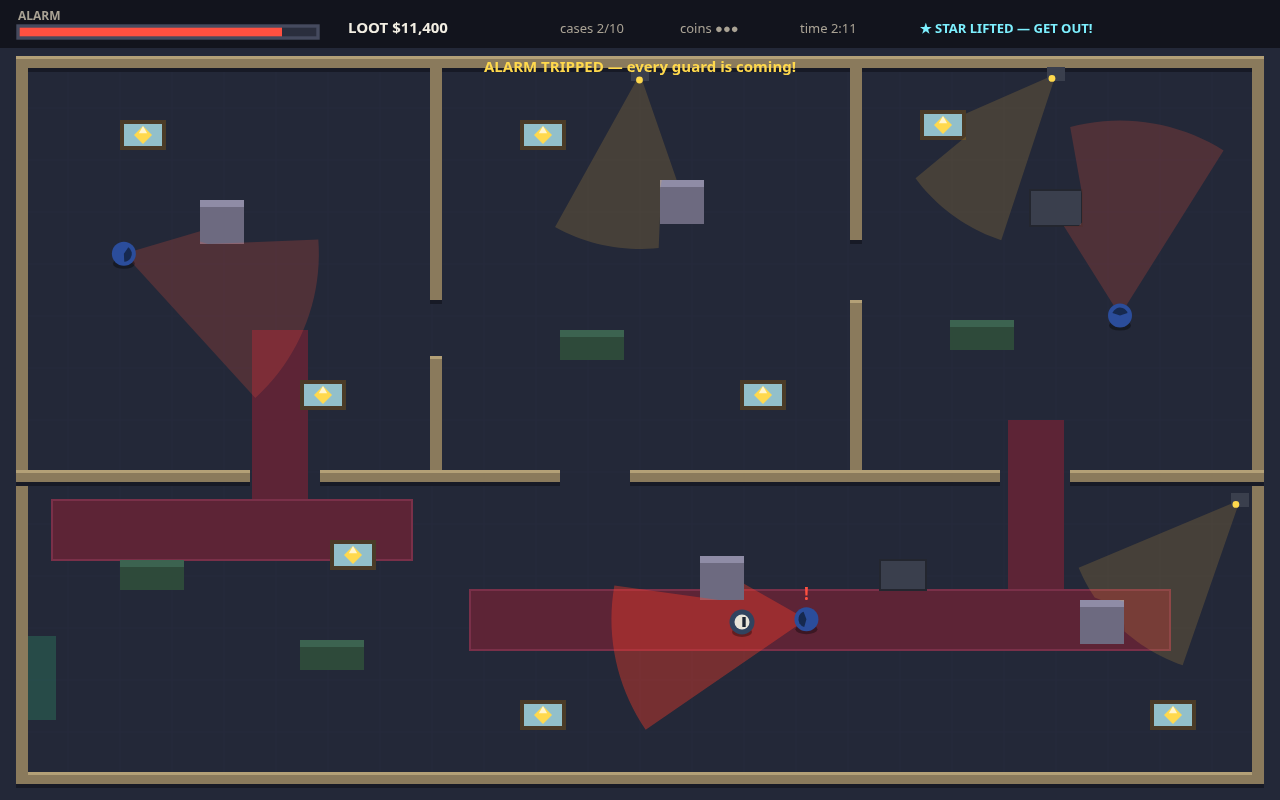 ALARM
LOOT $11,400
cases 2/10
coins ●●●
time 2:11
★ STAR LIFTED — GET OUT!
ALARM TRIPPED — every guard is coming!
!